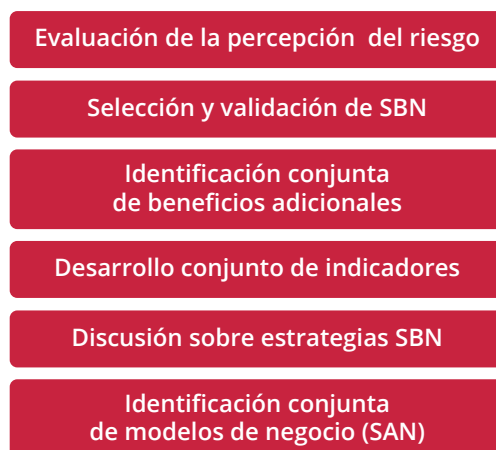 Evaluación de la percepción del riesgo
Selección y validación de SBN
Identificación conjunta
de beneficios adicionales
Desarrollo conjunto de indicadores
Discusión sobre estrategias SBN
Identificación conjunta
de modelos de negocio (SAN)